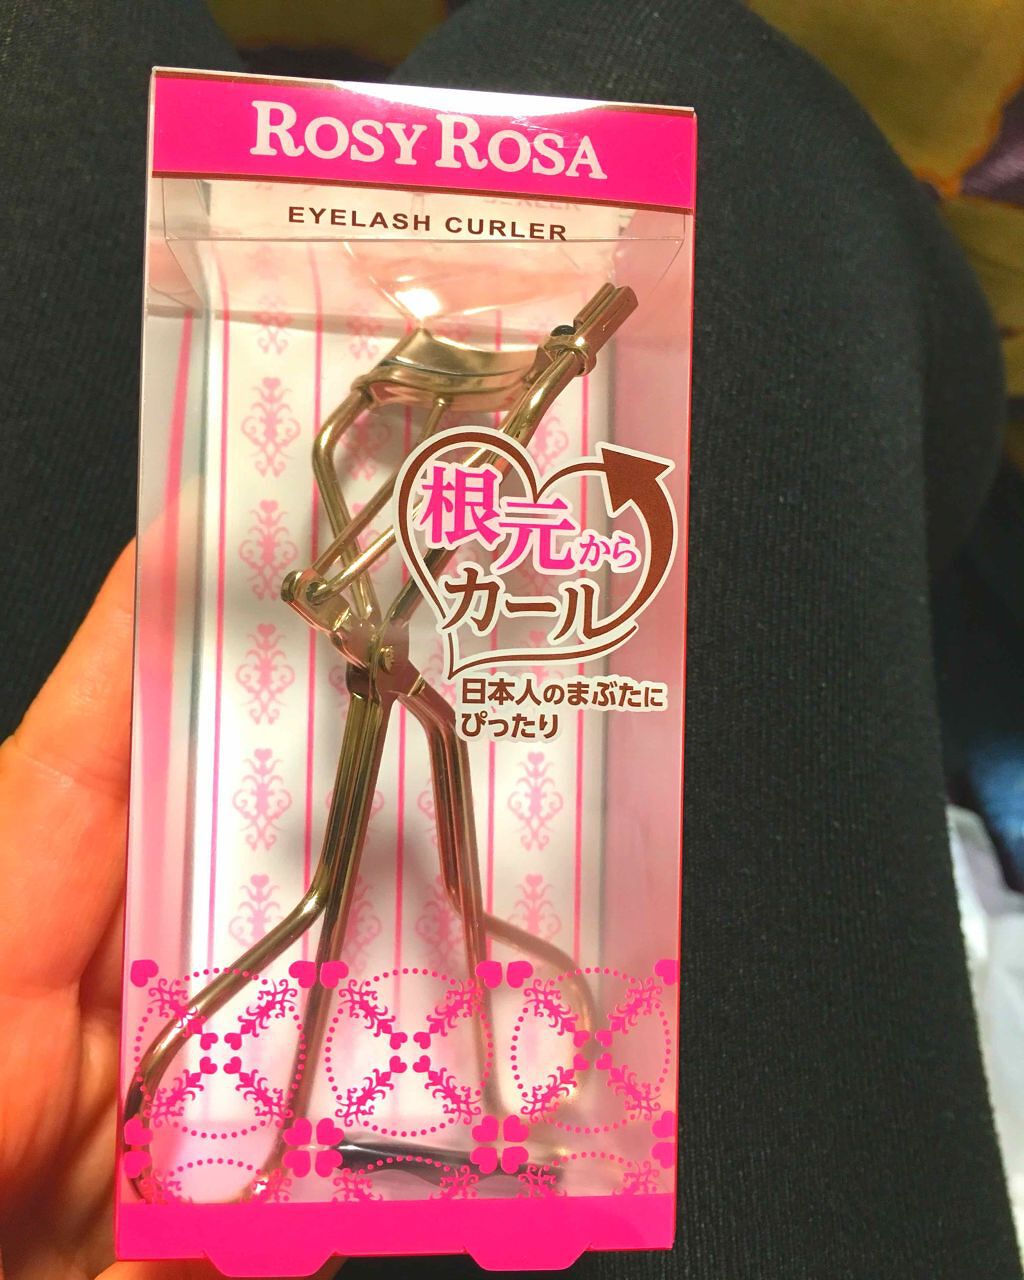 ROSY ROSA
EYELASH CURLER
根元から
カール
日本人のまぶたに
ぴったり